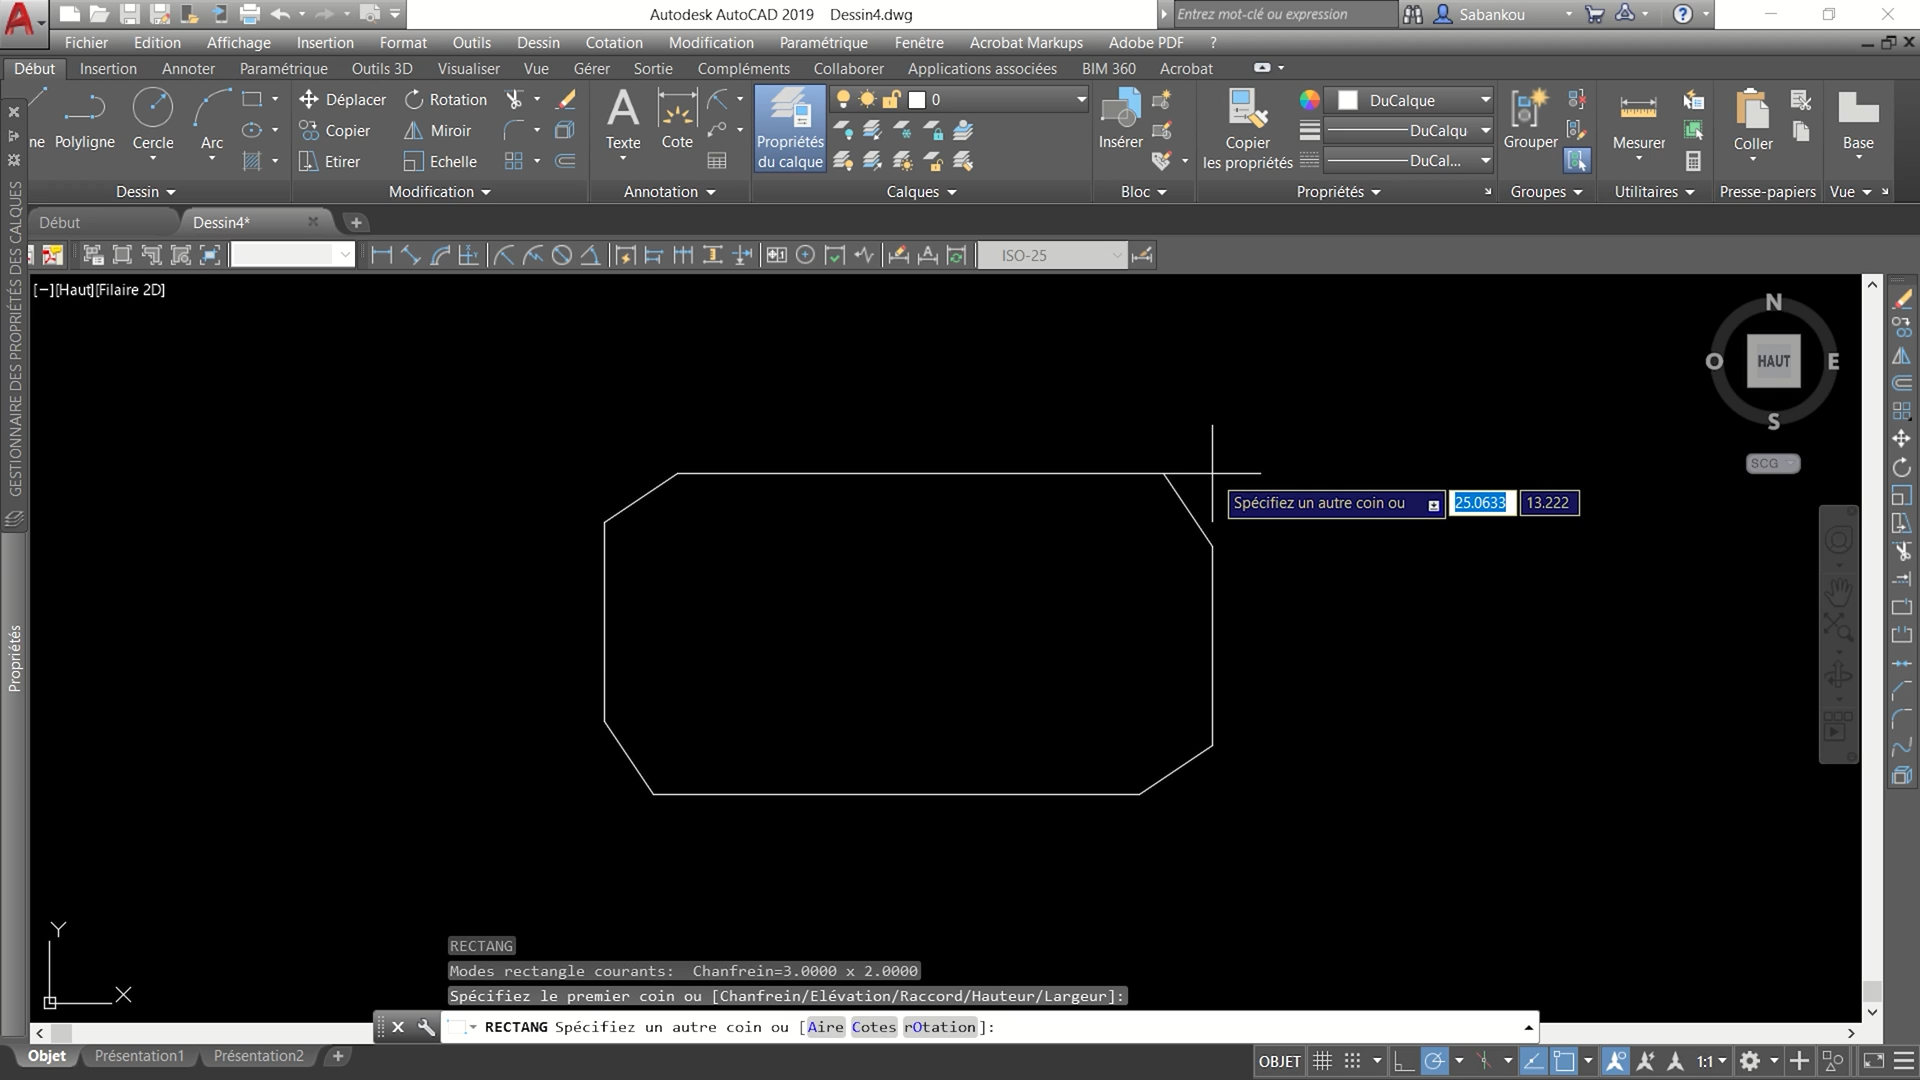 Autodesk AutoCAD 2019 Dessin4.dwg
Entrez mot-clé ou expression
Sabankou
Fichier Edition Affichage Insertion Format Outils Dessin Cotation Modification Paramétrique Fenêtre Acrobat Markups Adobe PDF ?
Début Insertion Annoter Paramétrique Outils 3D Visualiser Vue Gérer Sortie Compléments Collaborer Applications associées BIM 360 Acrobat
ne Polyligne Cercle Arc
Déplacer Rotation
Copier Miroir
Etirer Echelle
Texte Cote
Propriétés
du calque
0
Insérer
Copier
les propriétés
DuCalque
DuCalqu
DuCal...
Grouper Mesurer Coller Base
Dessin Modification Annotation Calques Bloc Propriétés Groupes Utilitaires Presse-papiers Vue
Début Dessin4*
ISO-25
GESTIONNAIRE DES PROPRIÉTÉS DES CALQUES
Propriétés
[−][Haut][Filaire 2D]
N
O HAUT E
S
SCG
Spécifiez un autre coin ou 25.0633 13.222
Y
X
RECTANG
Modes rectangle courants: Chanfrein=3.0000 x 2.0000
Spécifiez le premier coin ou [Chanfrein/Elévation/Raccord/Hauteur/Largeur]:
RECTANG Spécifiez un autre coin ou [Aire Cotes rOtation]:
Objet Présentation1 Présentation2 +
OBJET 1:1